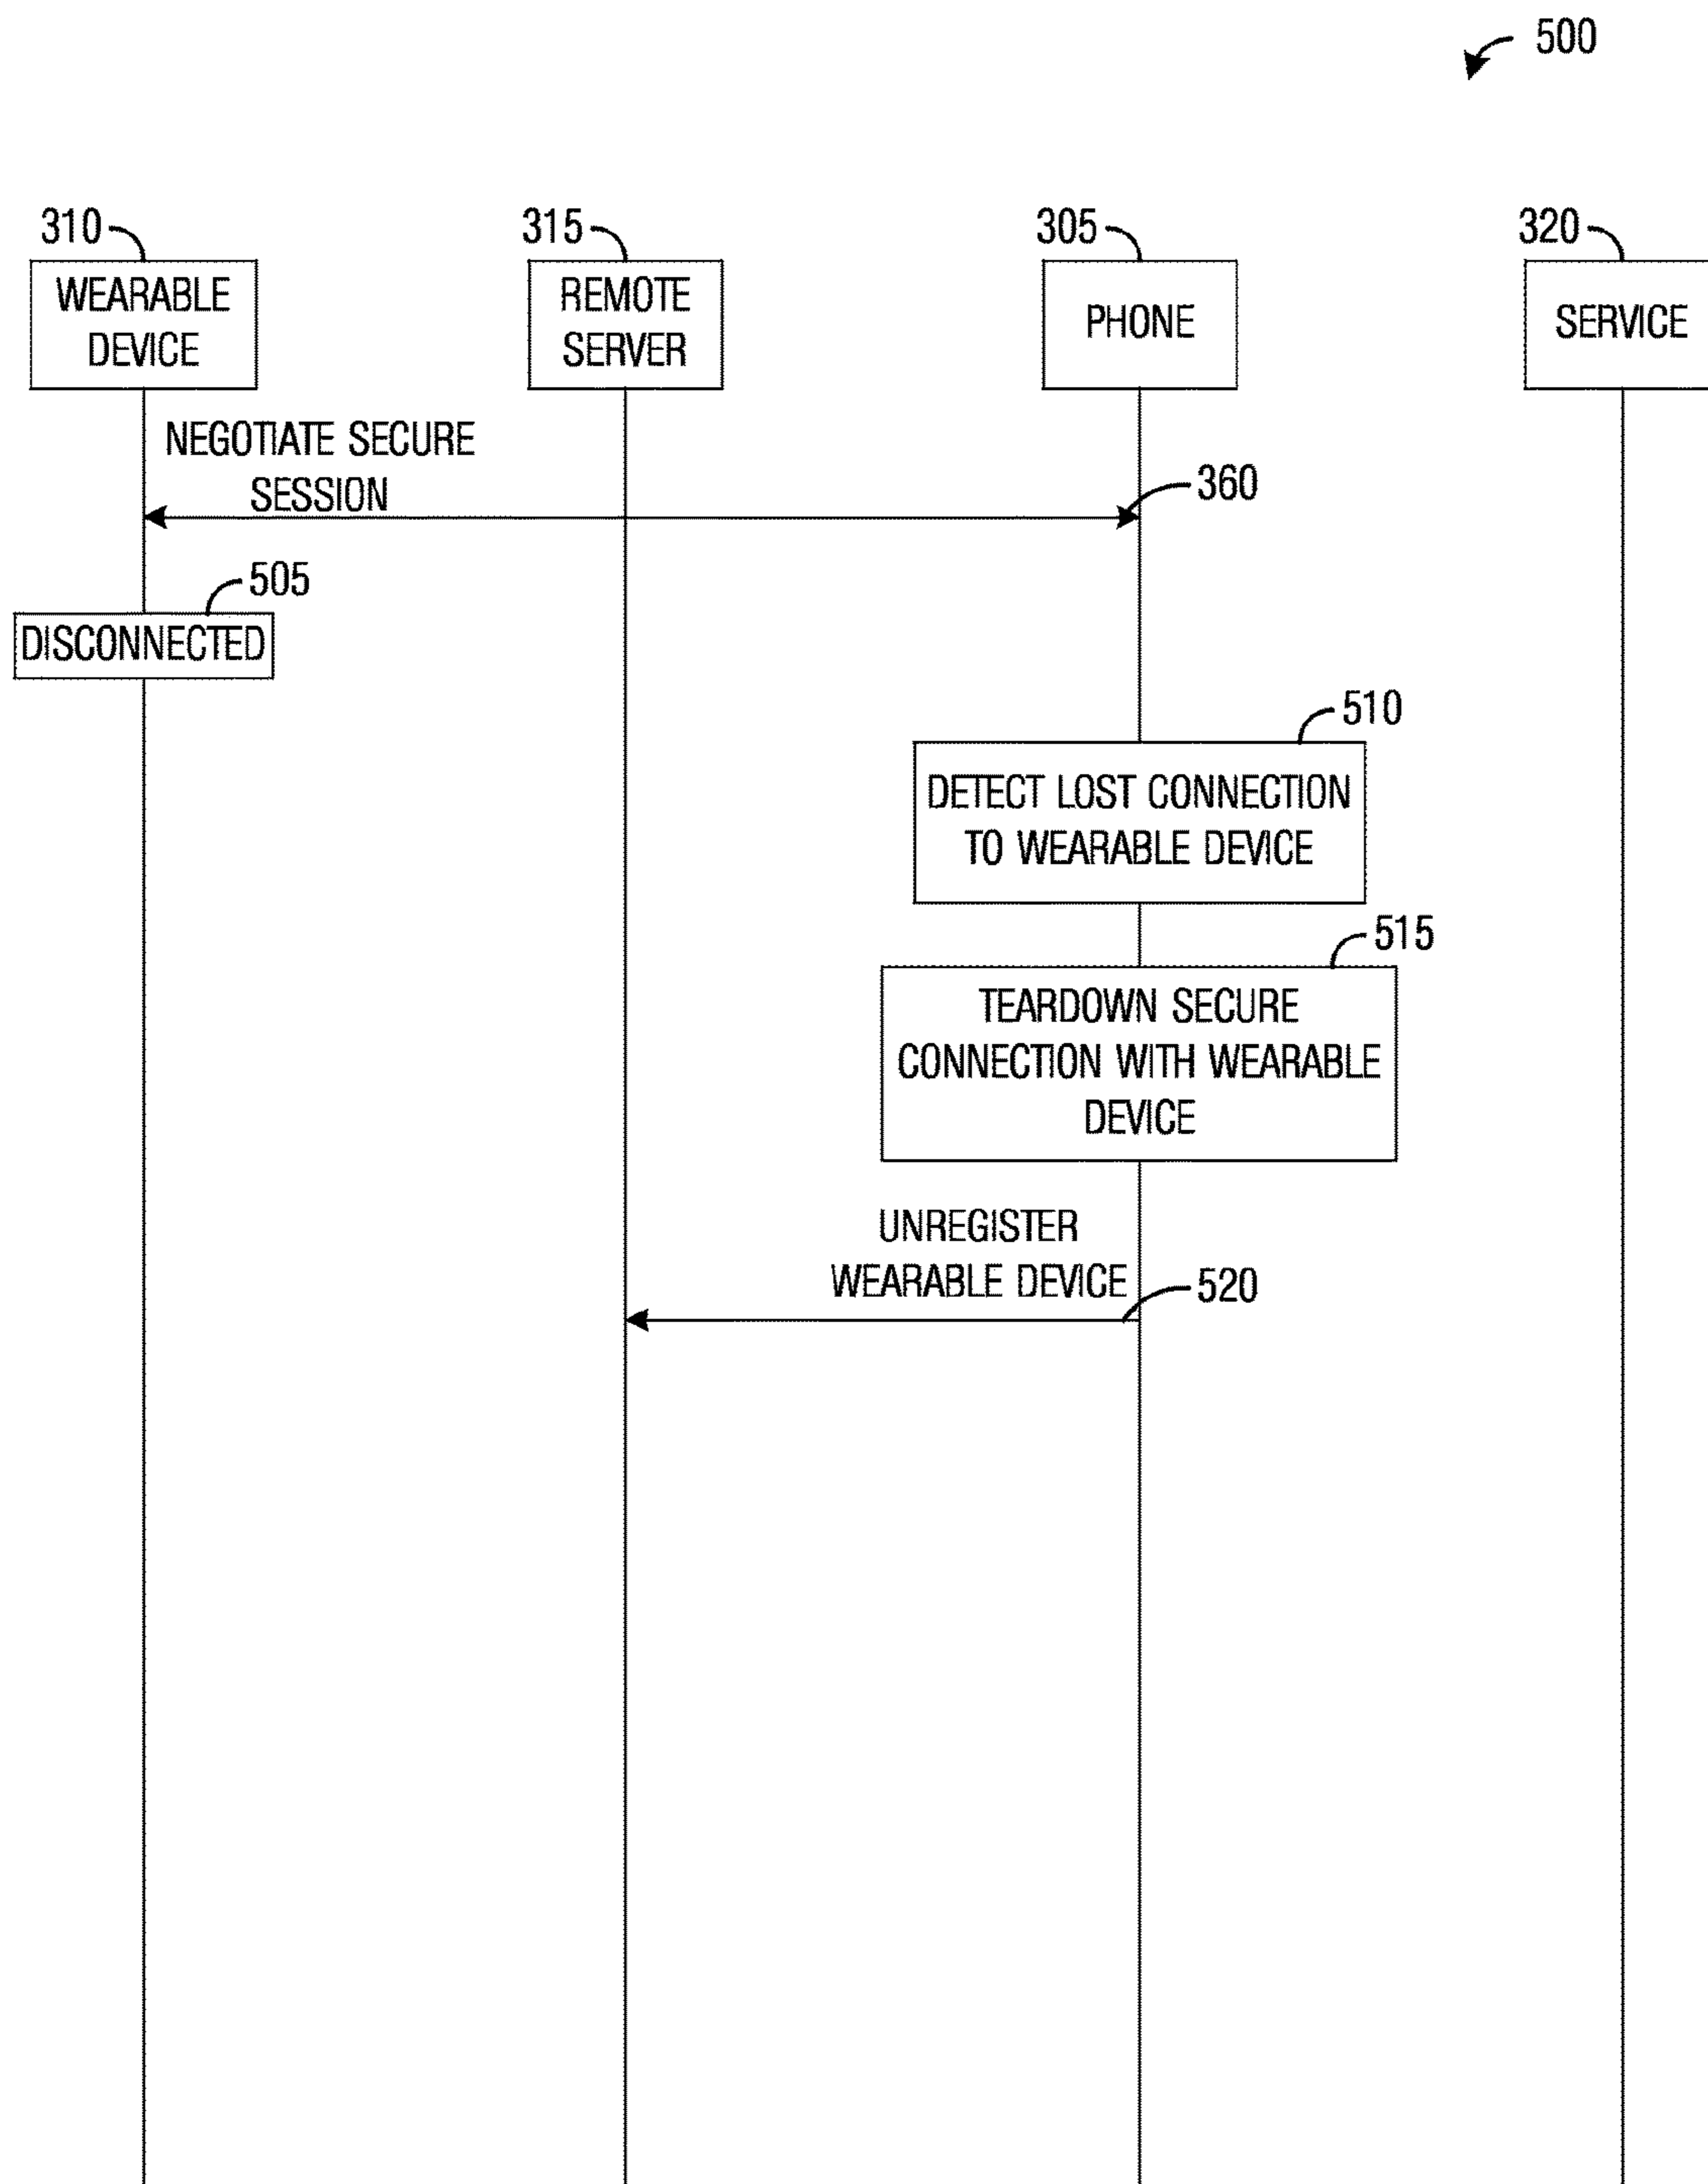 500
310
315
305
320
WEARABLE
DEVICE
REMOTE
SERVER
PHONE
SERVICE
NEGOTIATE SECURE
SESSION
360
505
DISCONNECTED
510
DETECT LOST CONNECTION
TO WEARABLE DEVICE
515
TEARDOWN SECURE
CONNECTION WITH WEARABLE
DEVICE
UNREGISTER
WEARABLE DEVICE
520